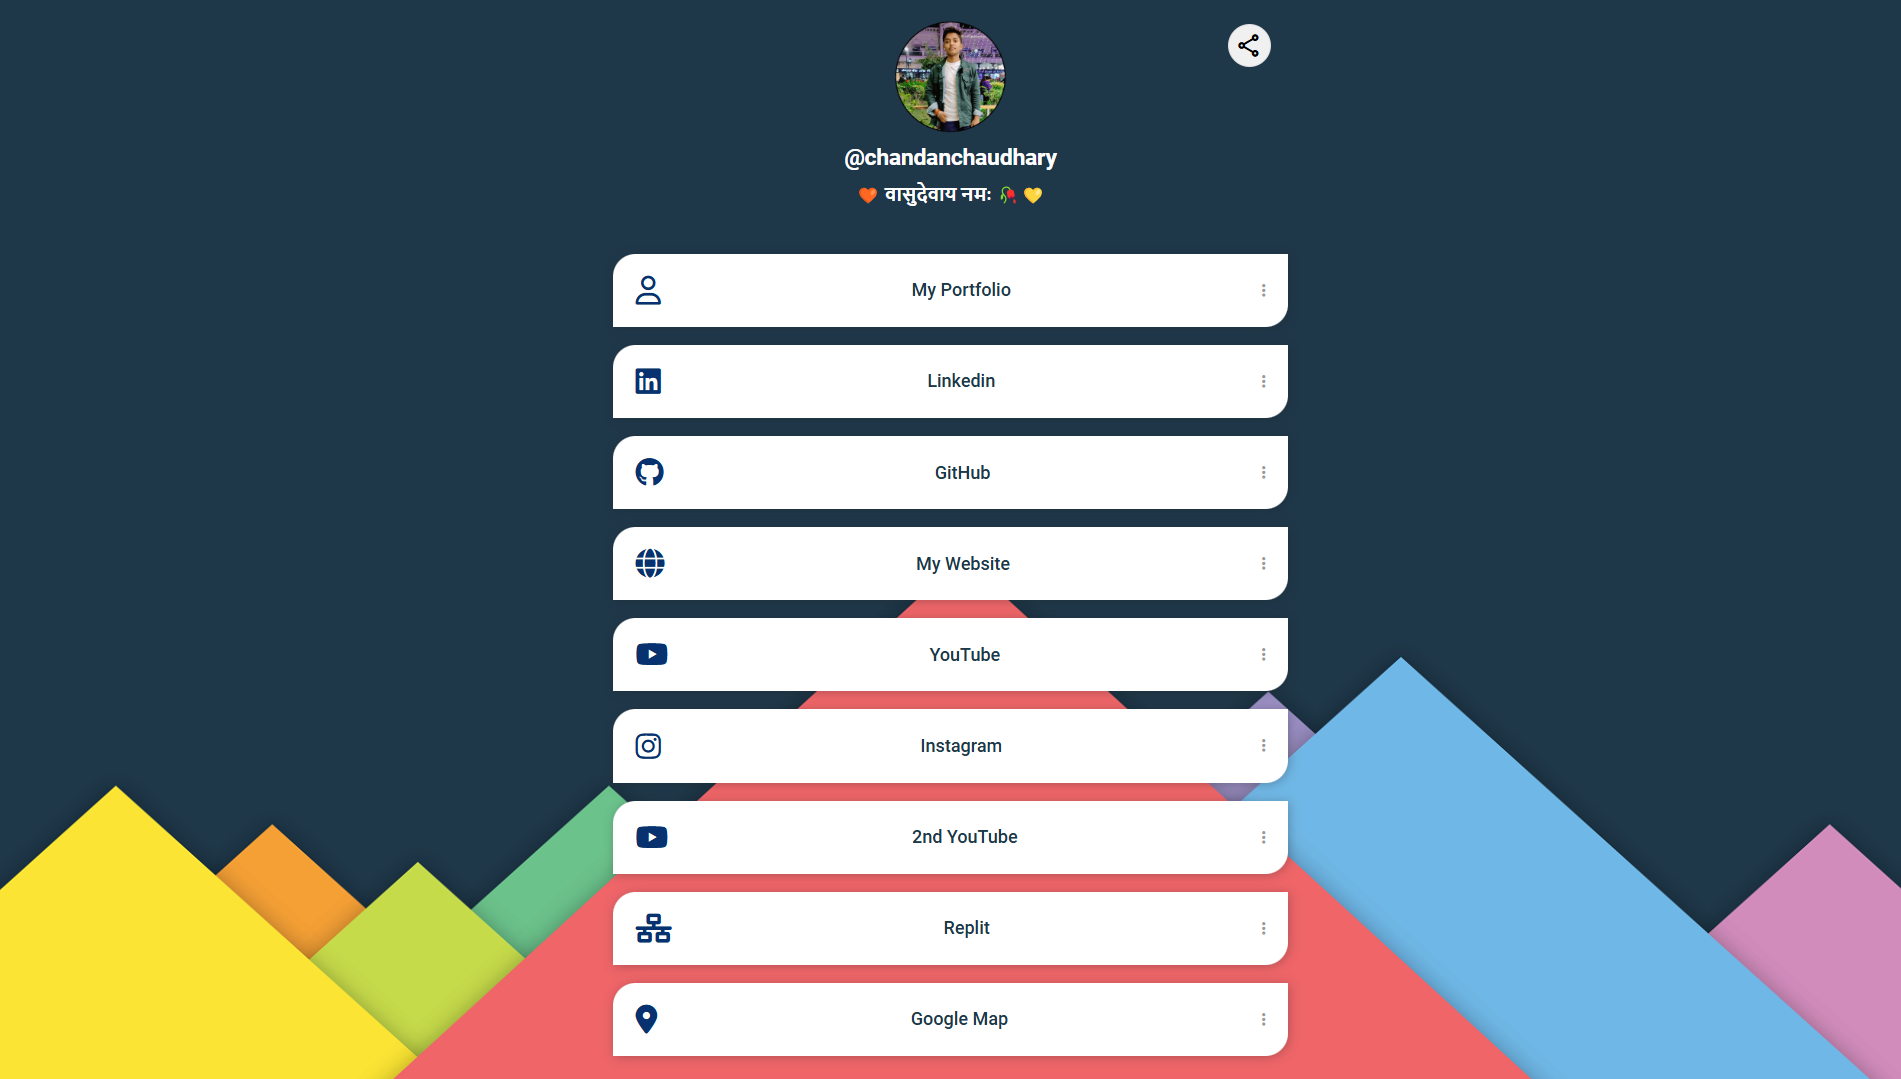 @chandanchaudhary
🧡 वासुदेवाय नमः 🥀 💛
My Portfolio
Linkedin
GitHub
My Website
YouTube
Instagram
2nd YouTube
Replit
Google Map